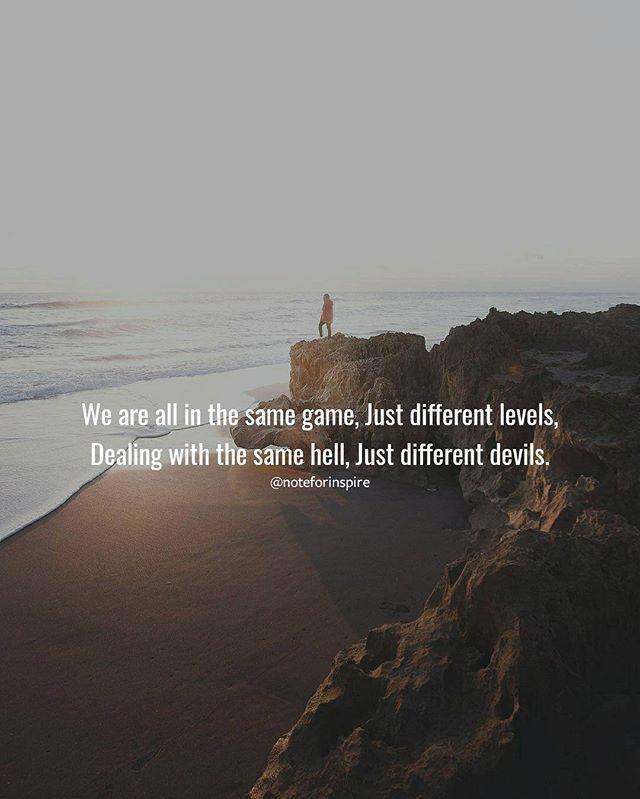 We are all in the same game, Just different levels,
Dealing with the same hell, Just different devils.
@noteforinspire